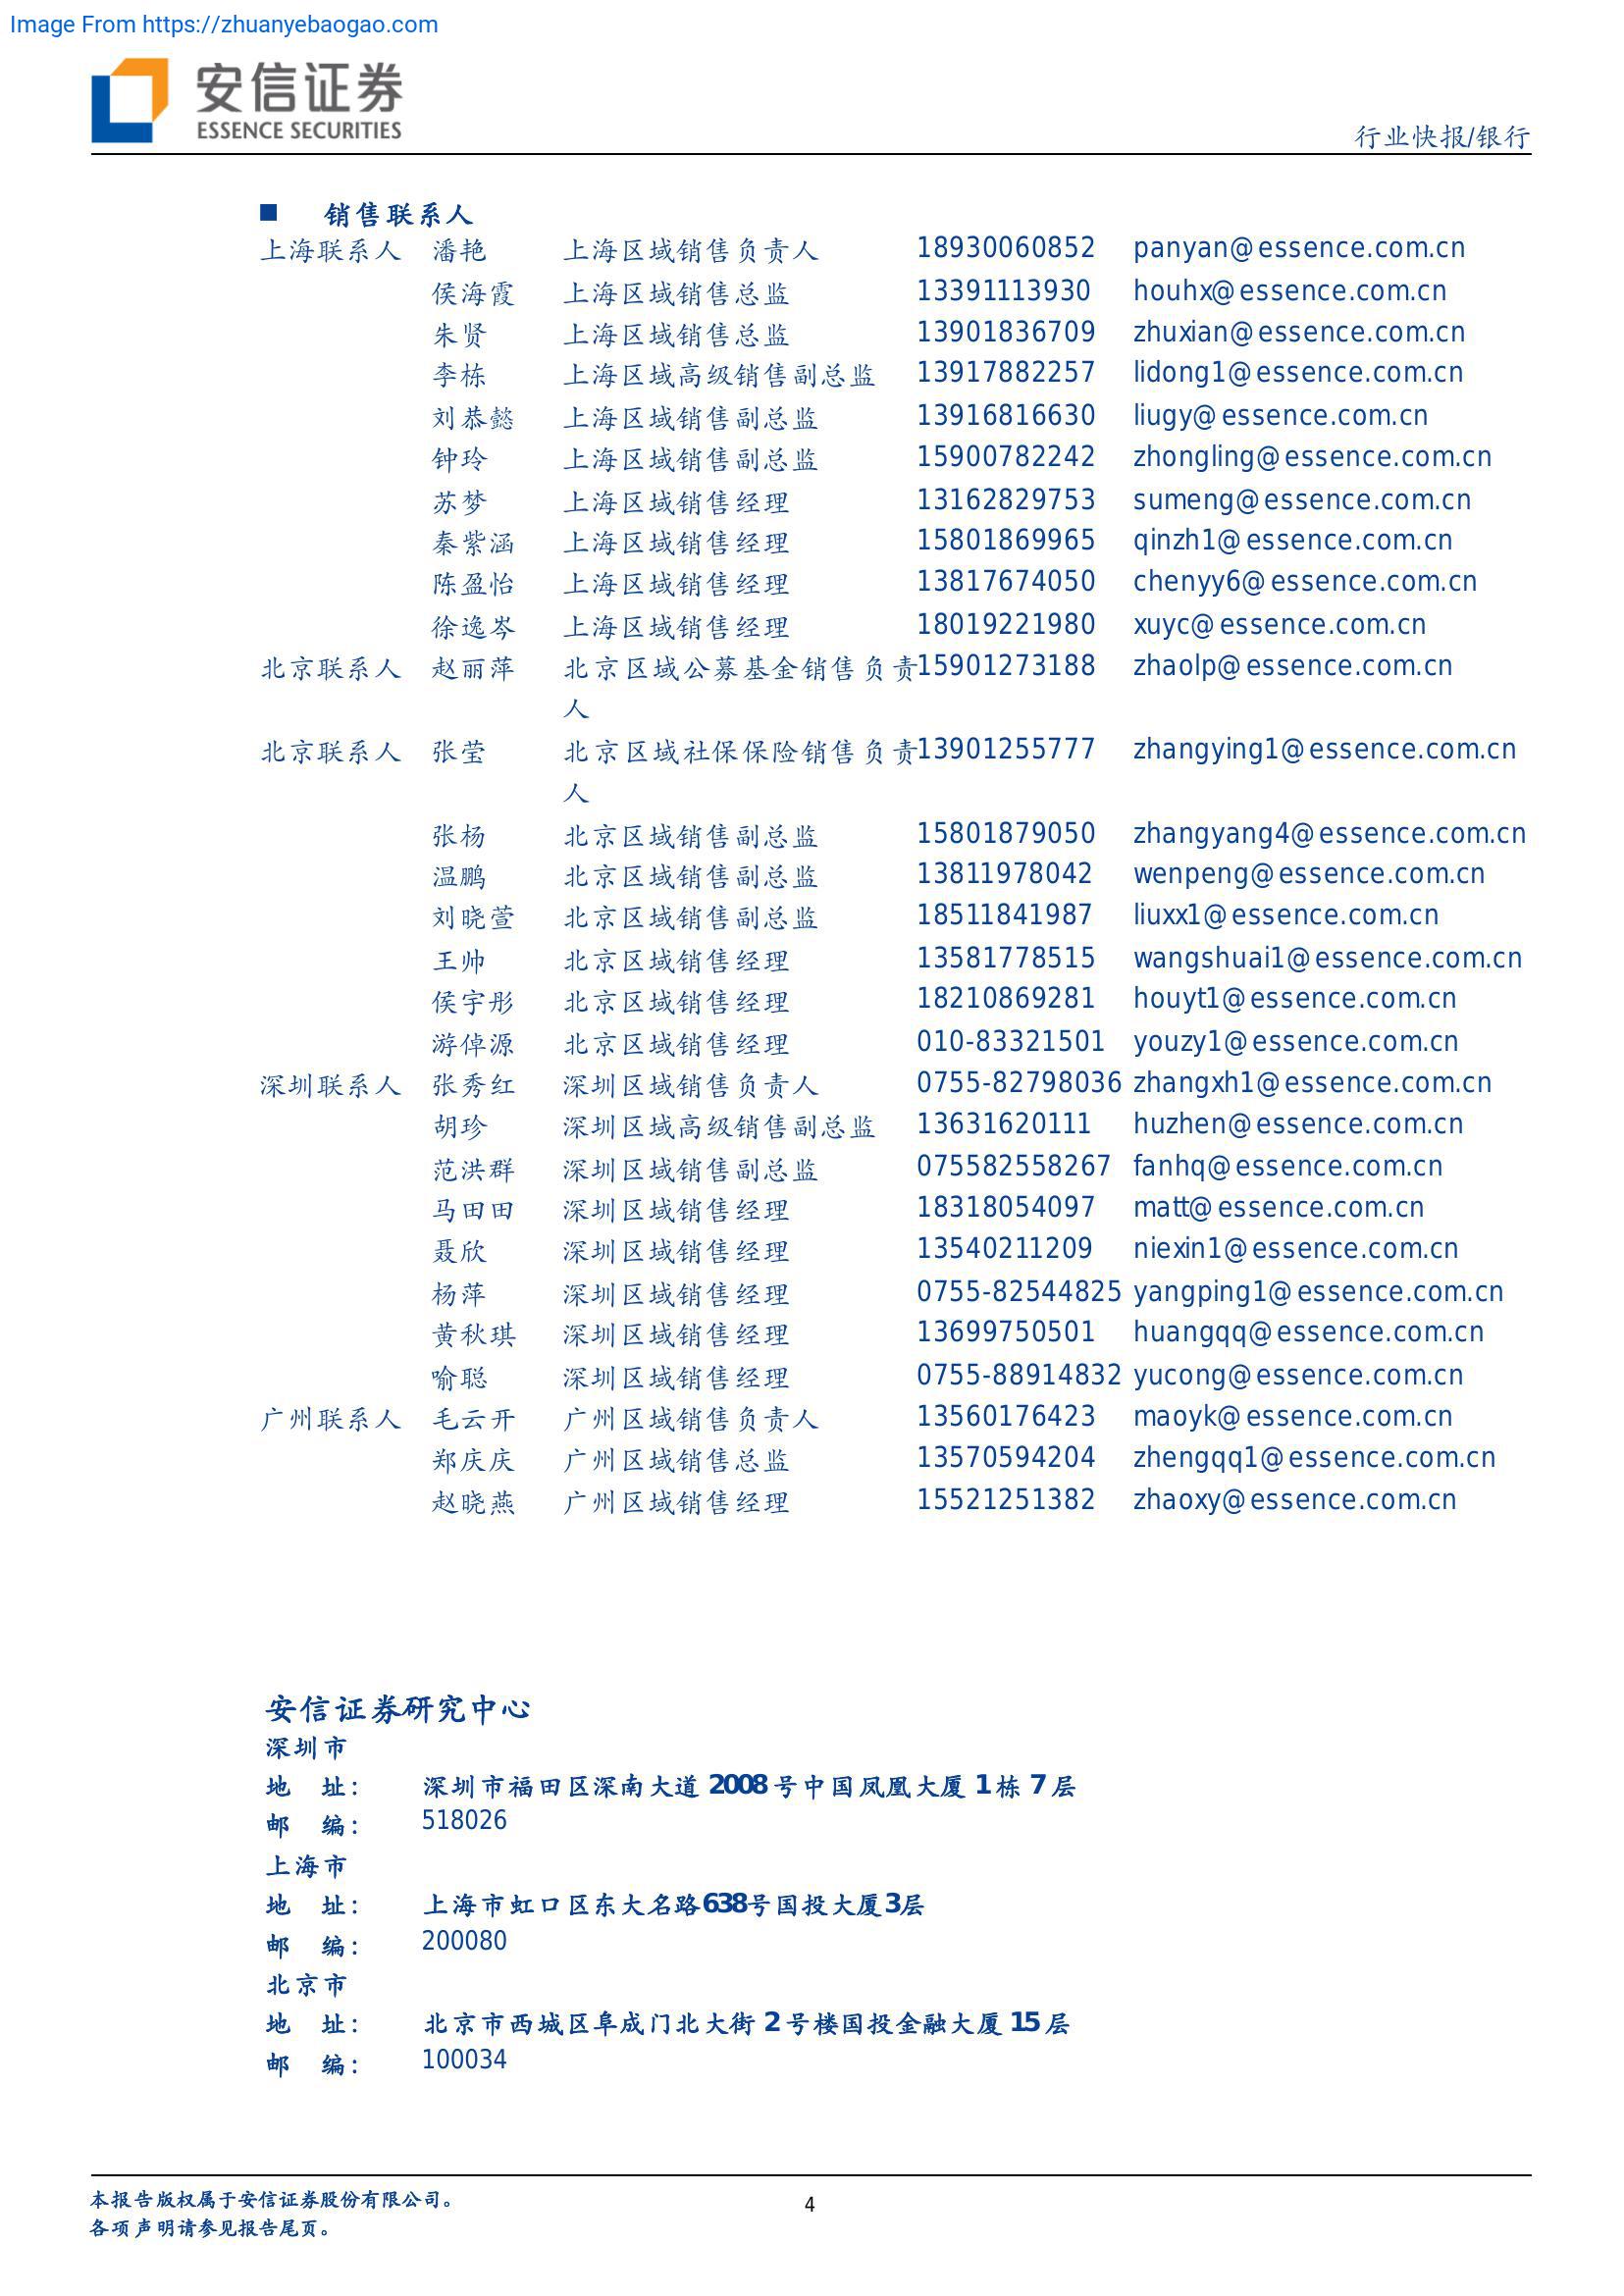 Image From https://zhuanyebaogao.com
安信证券
ESSENCE SECURITIES
行业快报/银行
■ 销售联系人
上海联系人 潘艳 上海区域销售负责人 18930060852 panyan@essence.com.cn
侯海霞 上海区域销售总监 13391113930 houhx@essence.com.cn
朱贤 上海区域销售总监 13901836709 zhuxian@essence.com.cn
李栋 上海区域高级销售副总监 13917882257 lidong1@essence.com.cn
刘恭懿 上海区域销售副总监 13916816630 liugy@essence.com.cn
钟玲 上海区域销售副总监 15900782242 zhongling@essence.com.cn
苏梦 上海区域销售经理 13162829753 sumeng@essence.com.cn
秦紫涵 上海区域销售经理 15801869965 qinzh1@essence.com.cn
陈盈怡 上海区域销售经理 13817674050 chenyy6@essence.com.cn
徐逸岑 上海区域销售经理 18019221980 xuyc@essence.com.cn
北京联系人 赵丽萍 北京区域公募基金销售负责 15901273188 zhaolp@essence.com.cn
人
北京联系人 张莹 北京区域社保保险销售负责 13901255777 zhangying1@essence.com.cn
人
张杨 北京区域销售副总监 15801879050 zhangyang4@essence.com.cn
温鹏 北京区域销售副总监 13811978042 wenpeng@essence.com.cn
刘晓萱 北京区域销售副总监 18511841987 liuxx1@essence.com.cn
王帅 北京区域销售经理 13581778515 wangshuai1@essence.com.cn
侯宇彤 北京区域销售经理 18210869281 houyt1@essence.com.cn
游倬源 北京区域销售经理 010-83321501 youzy1@essence.com.cn
深圳联系人 张秀红 深圳区域销售负责人 0755-82798036 zhangxh1@essence.com.cn
胡珍 深圳区域高级销售副总监 13631620111 huzhen@essence.com.cn
范洪群 深圳区域销售副总监 075582558267 fanhq@essence.com.cn
马田田 深圳区域销售经理 18318054097 matt@essence.com.cn
聂欣 深圳区域销售经理 13540211209 niexin1@essence.com.cn
杨萍 深圳区域销售经理 0755-82544825 yangping1@essence.com.cn
黄秋琪 深圳区域销售经理 13699750501 huangqq@essence.com.cn
喻聪 深圳区域销售经理 0755-88914832 yucong@essence.com.cn
广州联系人 毛云开 广州区域销售负责人 13560176423 maoyk@essence.com.cn
郑庆庆 广州区域销售总监 13570594204 zhengqq1@essence.com.cn
赵晓燕 广州区域销售经理 15521251382 zhaoxy@essence.com.cn
安信证券研究中心
深圳市
地 址： 深圳市福田区深南大道 2008 号中国凤凰大厦 1 栋 7 层
邮 编： 518026
上海市
地 址： 上海市虹口区东大名路638号国投大厦3层
邮 编： 200080
北京市
地 址： 北京市西城区阜成门北大街 2 号楼国投金融大厦 15 层
邮 编： 100034
本报告版权属于安信证券股份有限公司。
各项声明请参见报告尾页。
4